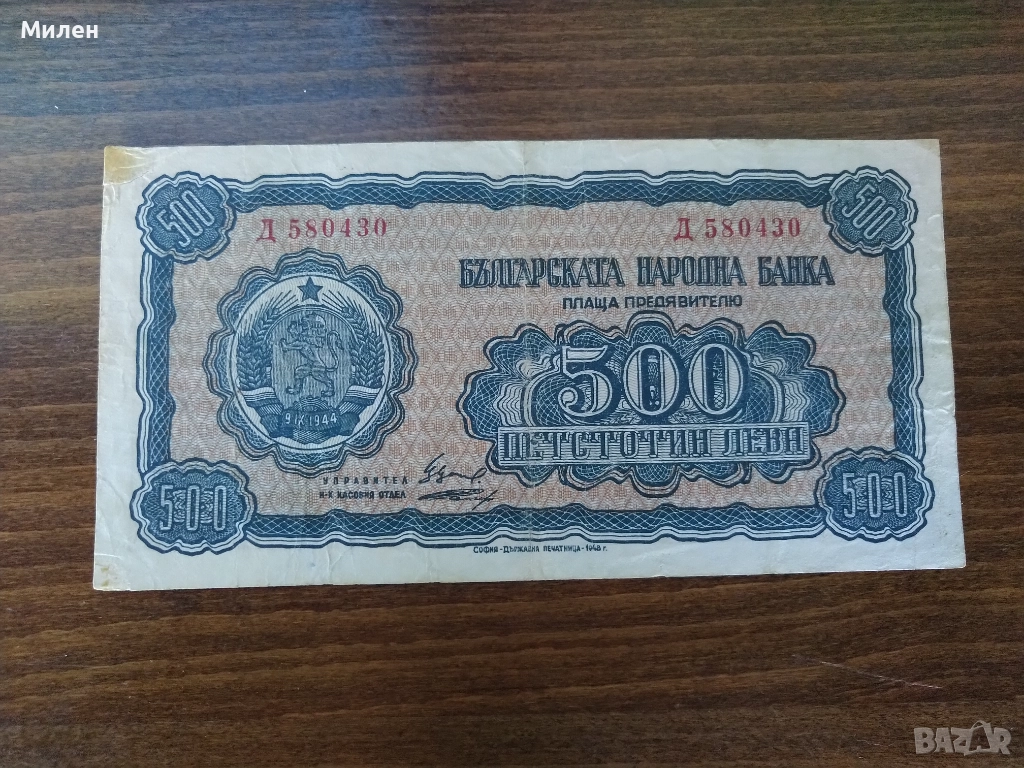 Милен
500
500
Д 580430
Д 580430
БЪЛГАРСКАТА НАРОДНА БАНКА
ПЛАЩА ПРЕДЯВИТЕЛЮ
500
ПЕТСТОТИН ЛЕВА
9·IX·1944
УПРАВИТЕЛ
Н-К КАСОВИЯ ОТДЕЛ
500
500
СОФИЯ - ДЪРЖАВНА ПЕЧАТНИЦА - 1948 г.
BAZAR